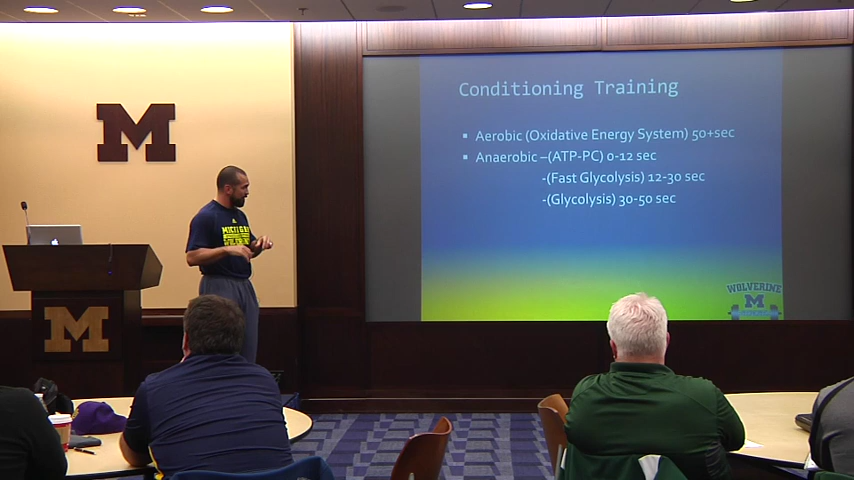 M
Conditioning Training
▪ Aerobic (Oxidative Energy System) 50+sec
▪ Anaerobic –(ATP-PC) 0-12 sec
-(Fast Glycolysis) 12-30 sec
-(Glycolysis) 30-50 sec
MICHIGAN
WOLVERINE
M
M